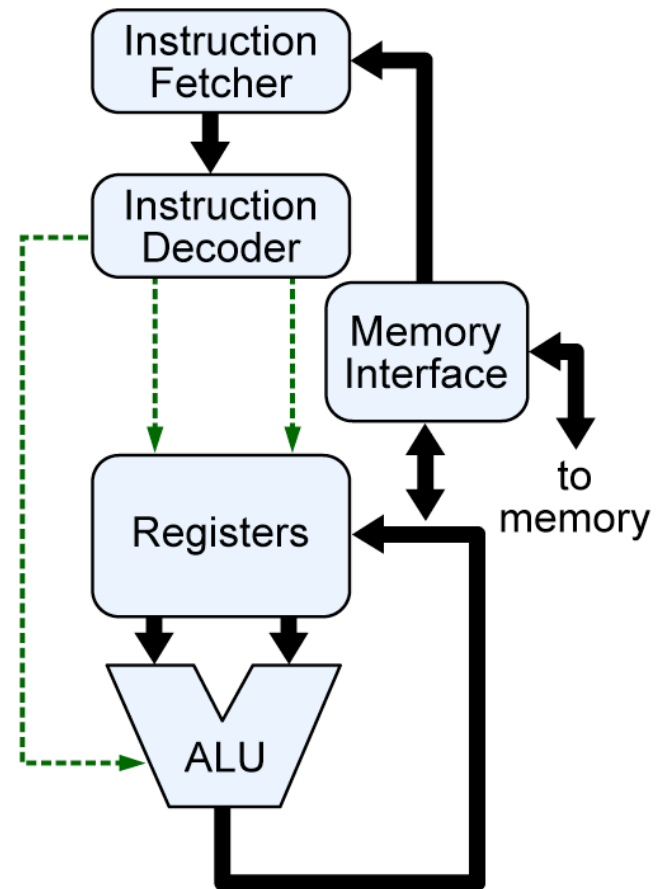 Instruction
Fetcher
Instruction
Decoder
Memory
Interface
to
memory
Registers
ALU